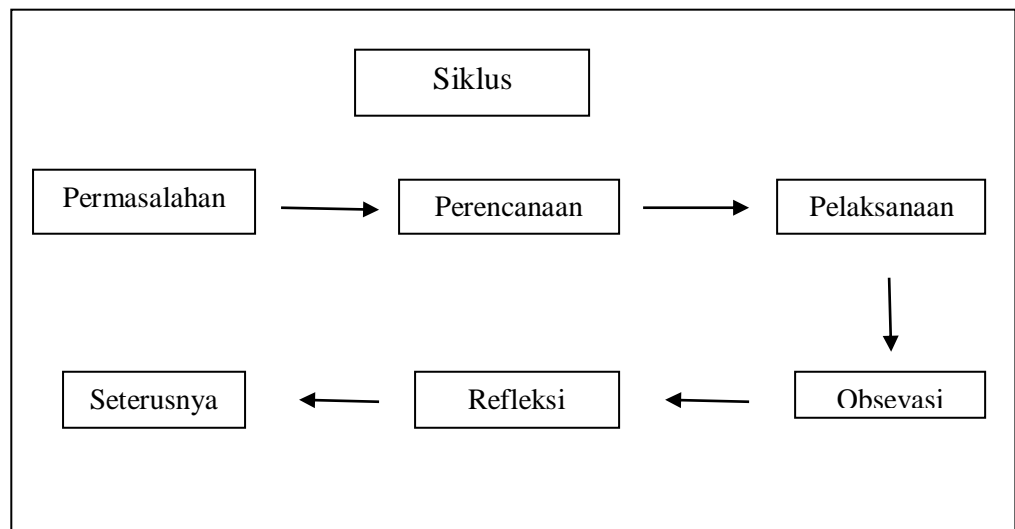 Siklus
Permasalahan
Perencanaan
Pelaksanaan
Seterusnya
Refleksi
Obsevasi